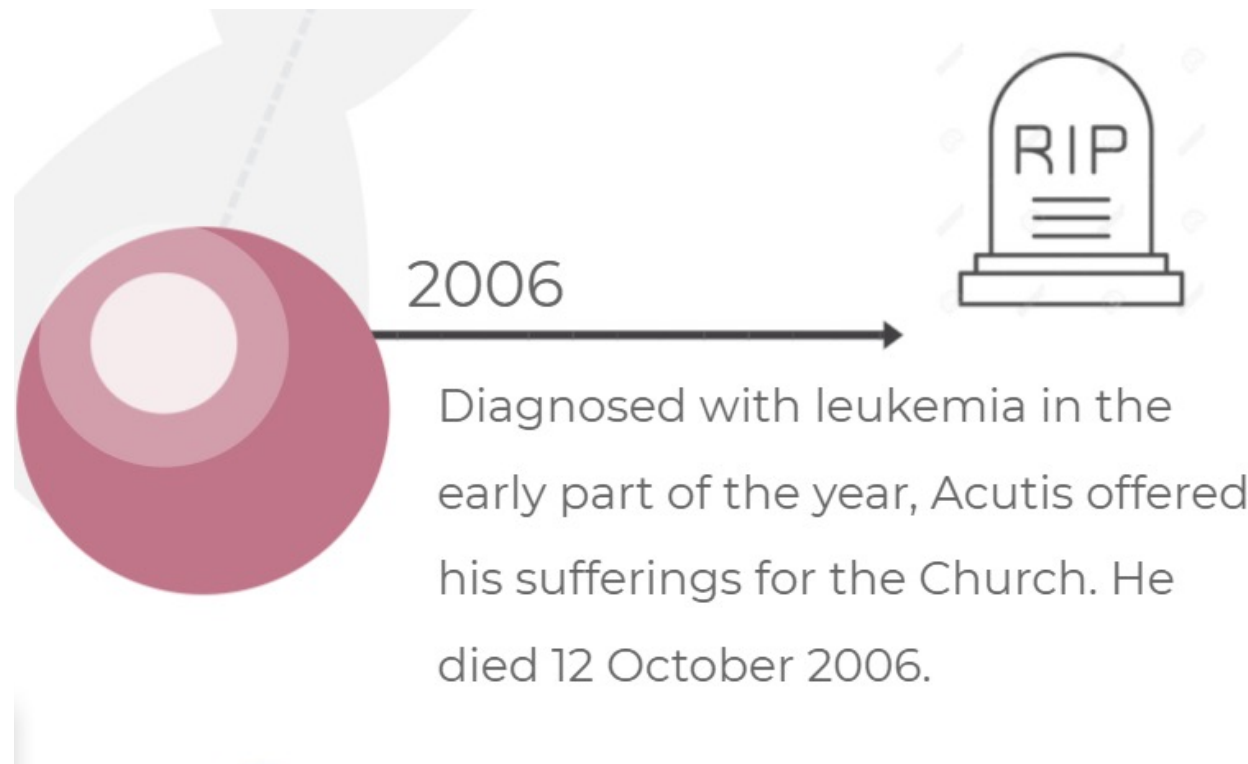 RIP
2006
Diagnosed with leukemia in the
early part of the year, Acutis offered
his sufferings for the Church. He
died 12 October 2006.